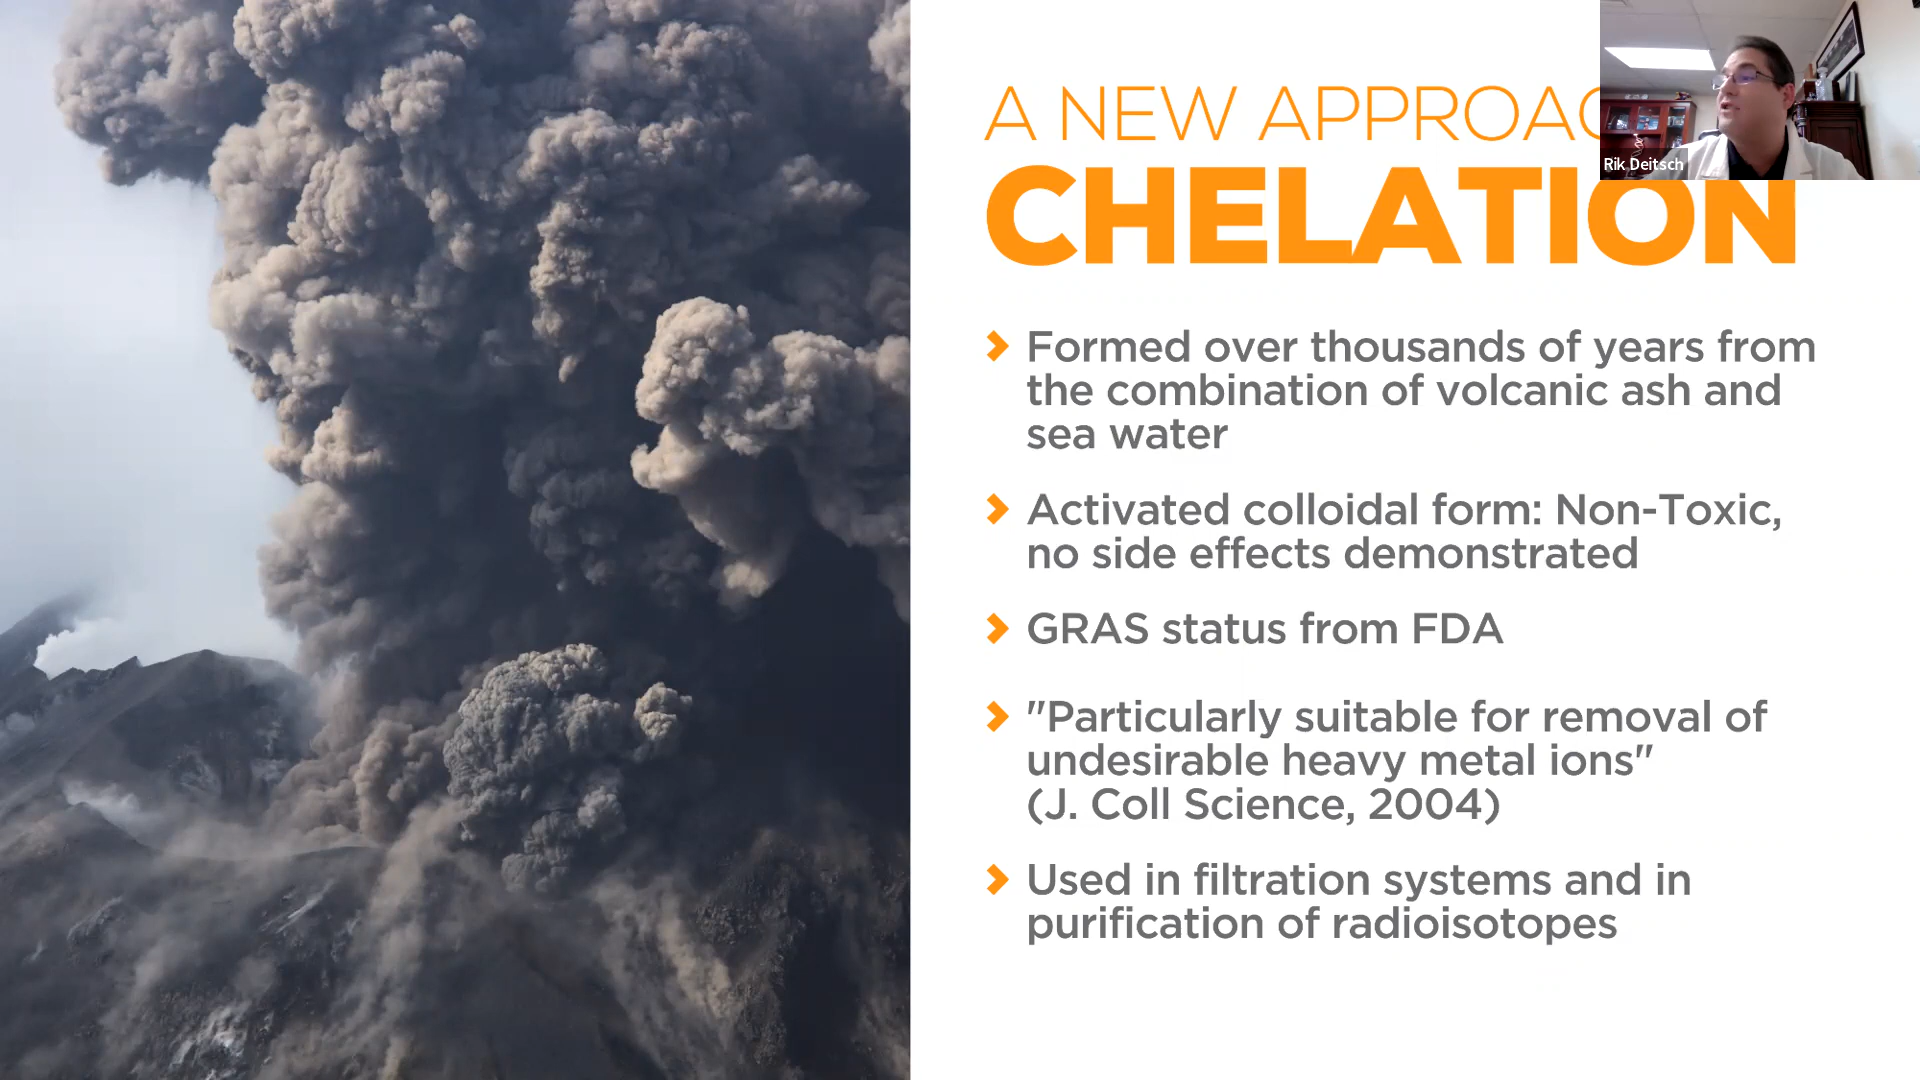 A NEW APPROAC
CHELATION
Formed over thousands of years from
the combination of volcanic ash and
sea water
Activated colloidal form: Non-Toxic,
no side effects demonstrated
GRAS status from FDA
"Particularly suitable for removal of
undesirable heavy metal ions"
(J. Coll Science, 2004)
Used in filtration systems and in
purification of radioisotopes
Rik Deitsch